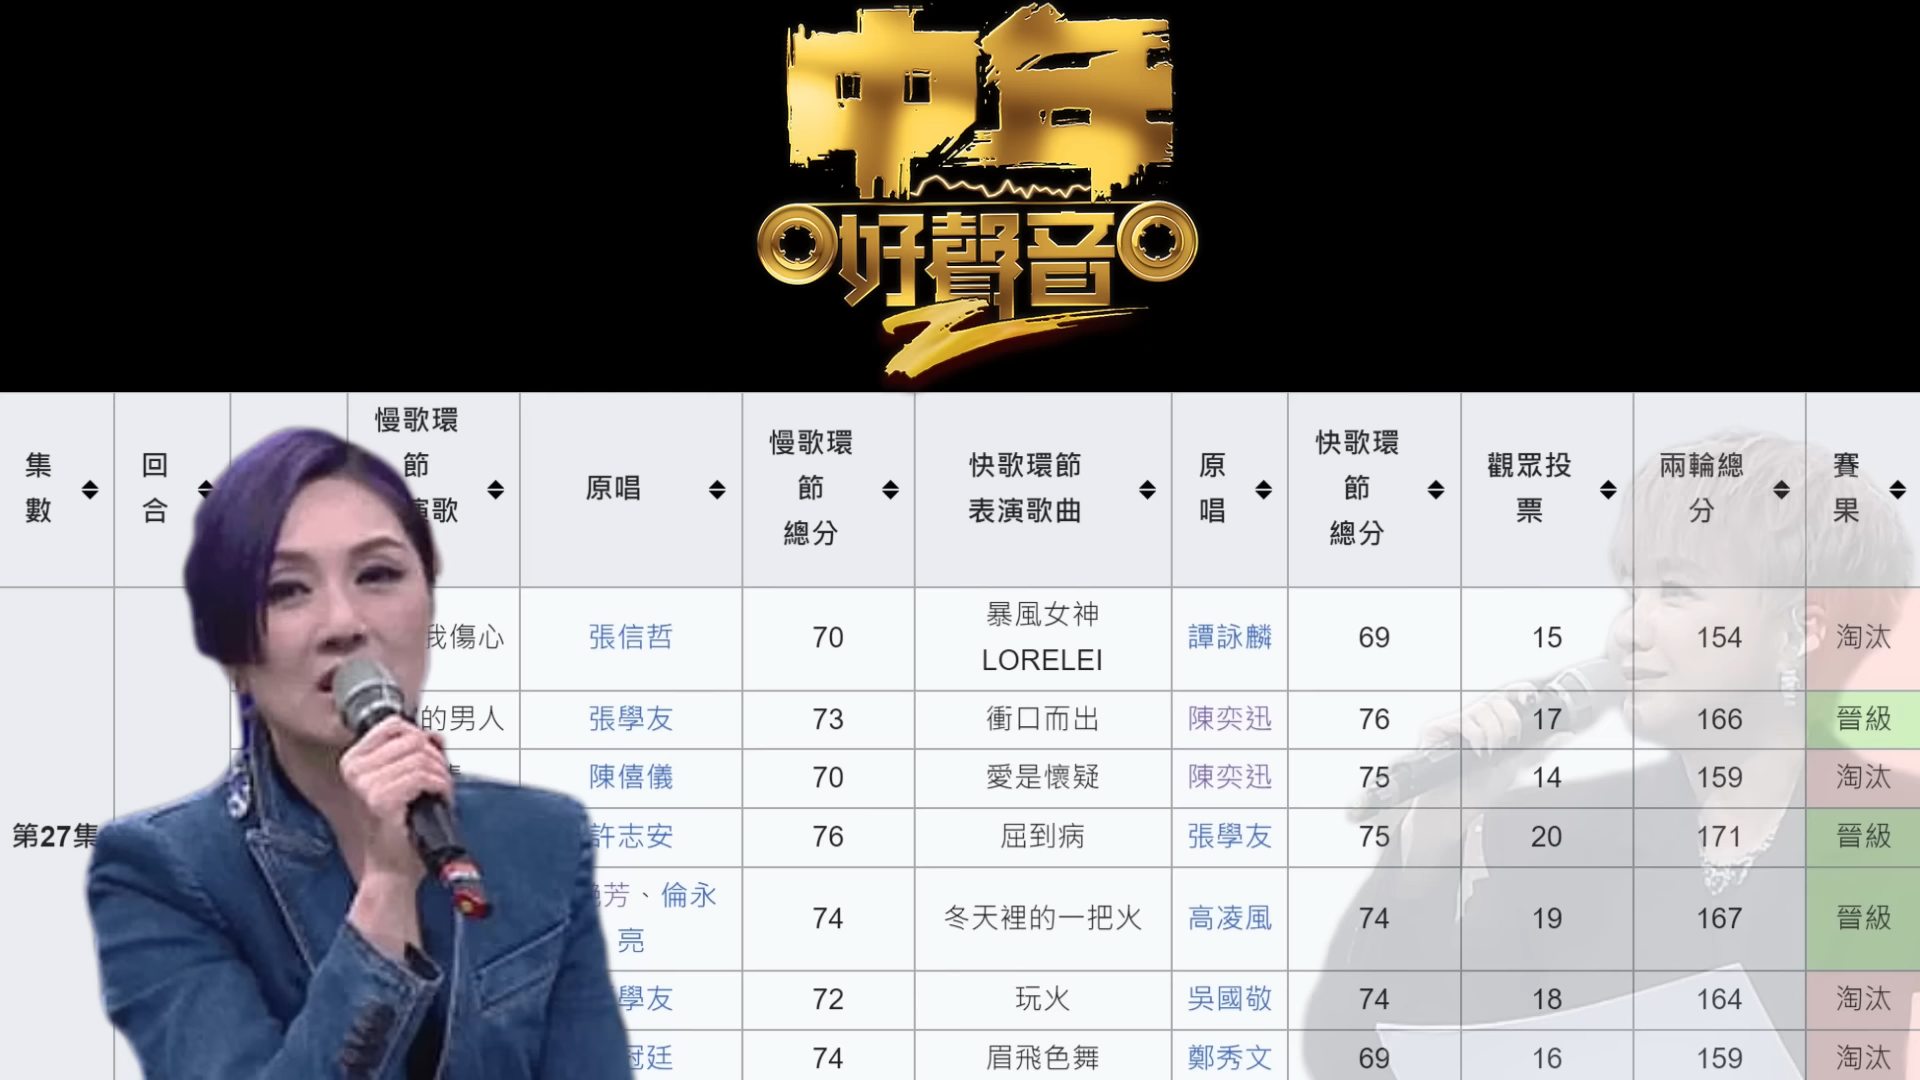 中年
好聲音
2
集
數
回
合
慢歌環
節
演歌
原唱
慢歌環
節
總分
快歌環節
表演歌曲
原
唱
快歌環
節
總分
觀眾投
票
兩輪總
分
賽
果
第27集
我傷心 張信哲 70 暴風女神
LORELEI 譚詠麟 69 15 154 淘汰
的男人 張學友 73 衝口而出 陳奕迅 76 17 166 晉級
陳僖儀 70 愛是懷疑 陳奕迅 75 14 159 淘汰
許志安 76 屈到病 張學友 75 20 171 晉級
艷芳、倫永
亮 74 冬天裡的一把火 高凌風 74 19 167 晉級
學友 72 玩火 吳國敬 74 18 164 淘汰
冠廷 74 眉飛色舞 鄭秀文 69 16 159 淘汰